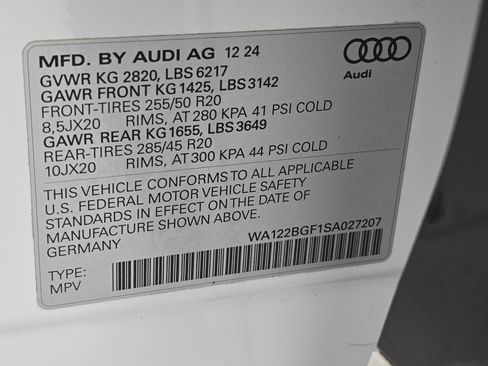 MFD. BY AUDI AG 12 24
GVWR KG 2820, LBS 6217
GAWR FRONT KG 1425, LBS 3142
FRONT-TIRES 255/50 R20
8,5JX20 RIMS, AT 280 KPA 41 PSI COLD
GAWR REAR KG 1655, LBS 3649
REAR-TIRES 285/45 R20
10JX20 RIMS, AT 300 KPA 44 PSI COLD
THIS VEHICLE CONFORMS TO ALL APPLICABLE
U.S. FEDERAL MOTOR VEHICLE SAFETY
STANDARDS IN EFFECT ON THE DATE OF
MANUFACTURE SHOWN ABOVE.
GERMANY
WA122BGF1SA027207
TYPE:
MPV
Audi